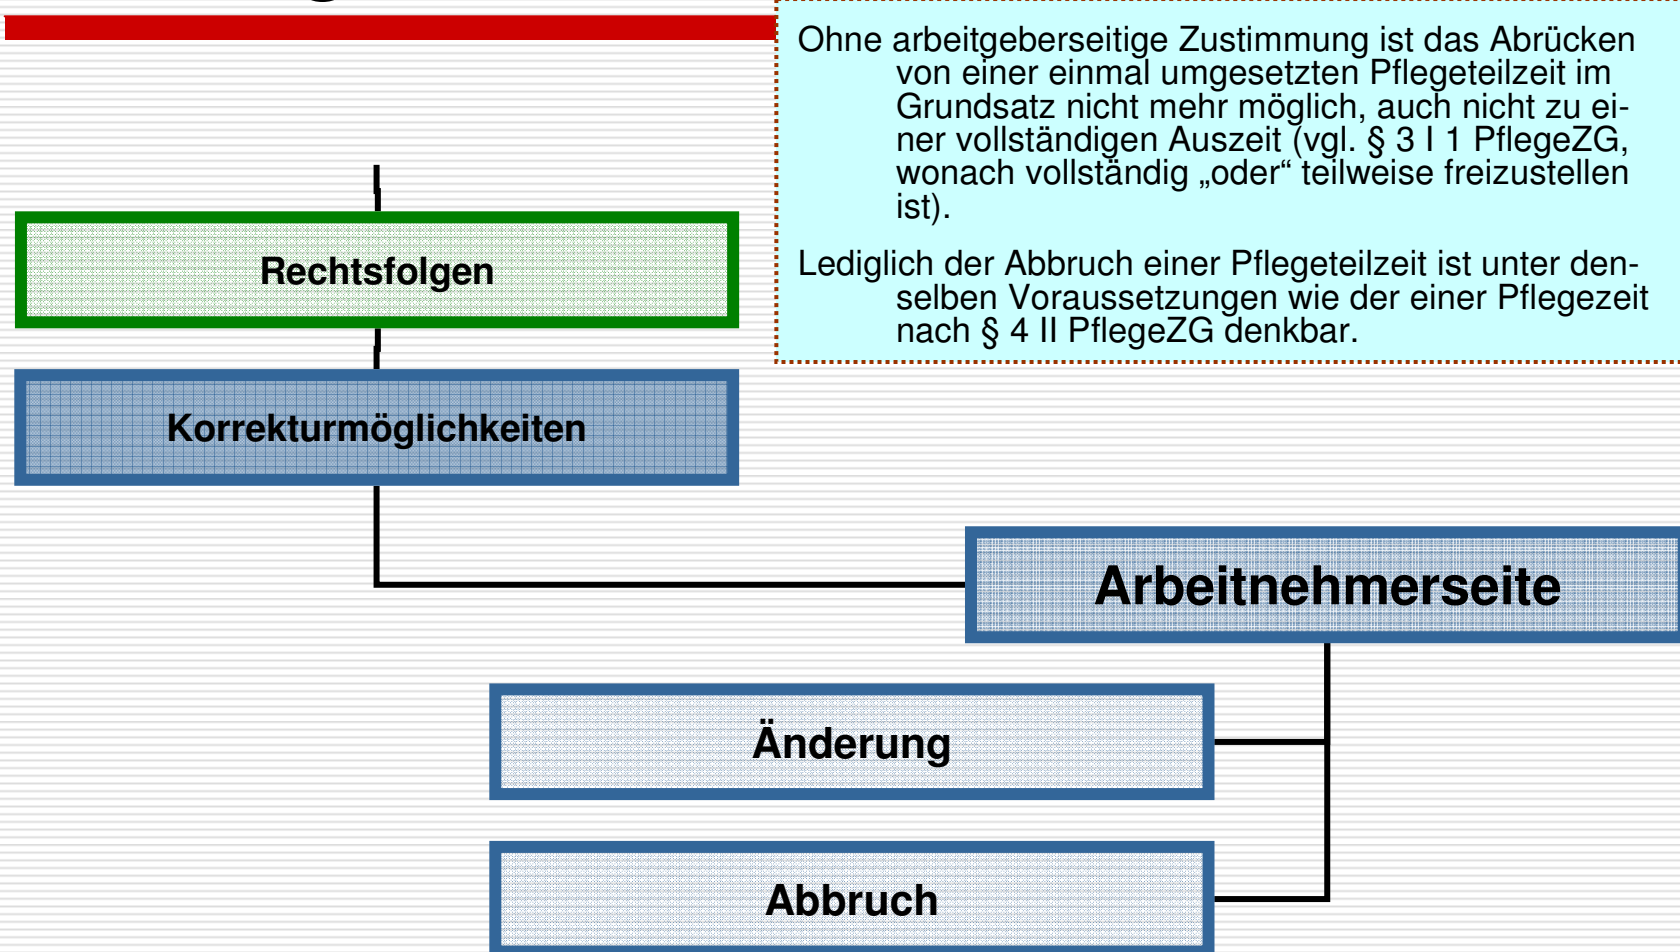 Ohne arbeitgeberseitige Zustimmung ist das Abrücken
von einer einmal umgesetzten Pflegeteilzeit im
Grundsatz nicht mehr möglich, auch nicht zu ei-
ner vollständigen Auszeit (vgl. § 3 I 1 PflegeZG,
wonach vollständig „oder“ teilweise freizustellen
ist).
Lediglich der Abbruch einer Pflegeteilzeit ist unter den-
selben Voraussetzungen wie der einer Pflegezeit
nach § 4 II PflegeZG denkbar.
Rechtsfolgen
Korrekturmöglichkeiten
Arbeitnehmerseite
Änderung
Abbruch